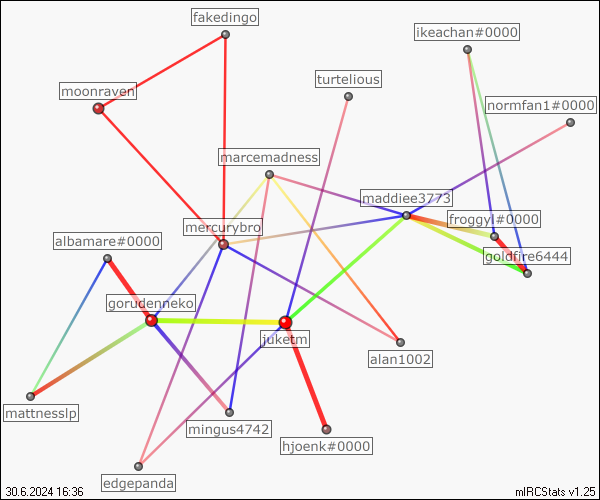 fakedingo
ikeachan#0000
turtelious
moonraven
normfan1#0000
marcemadness
maddiee3773
froggyl#0000
mercurybro
albamare#0000
goldfire6444
gorudenneko
juketm
alan1002
mattnesslp
mingus4742
hjoenk#0000
edgepanda
30.6.2024 16:36
mIRCStats v1.25